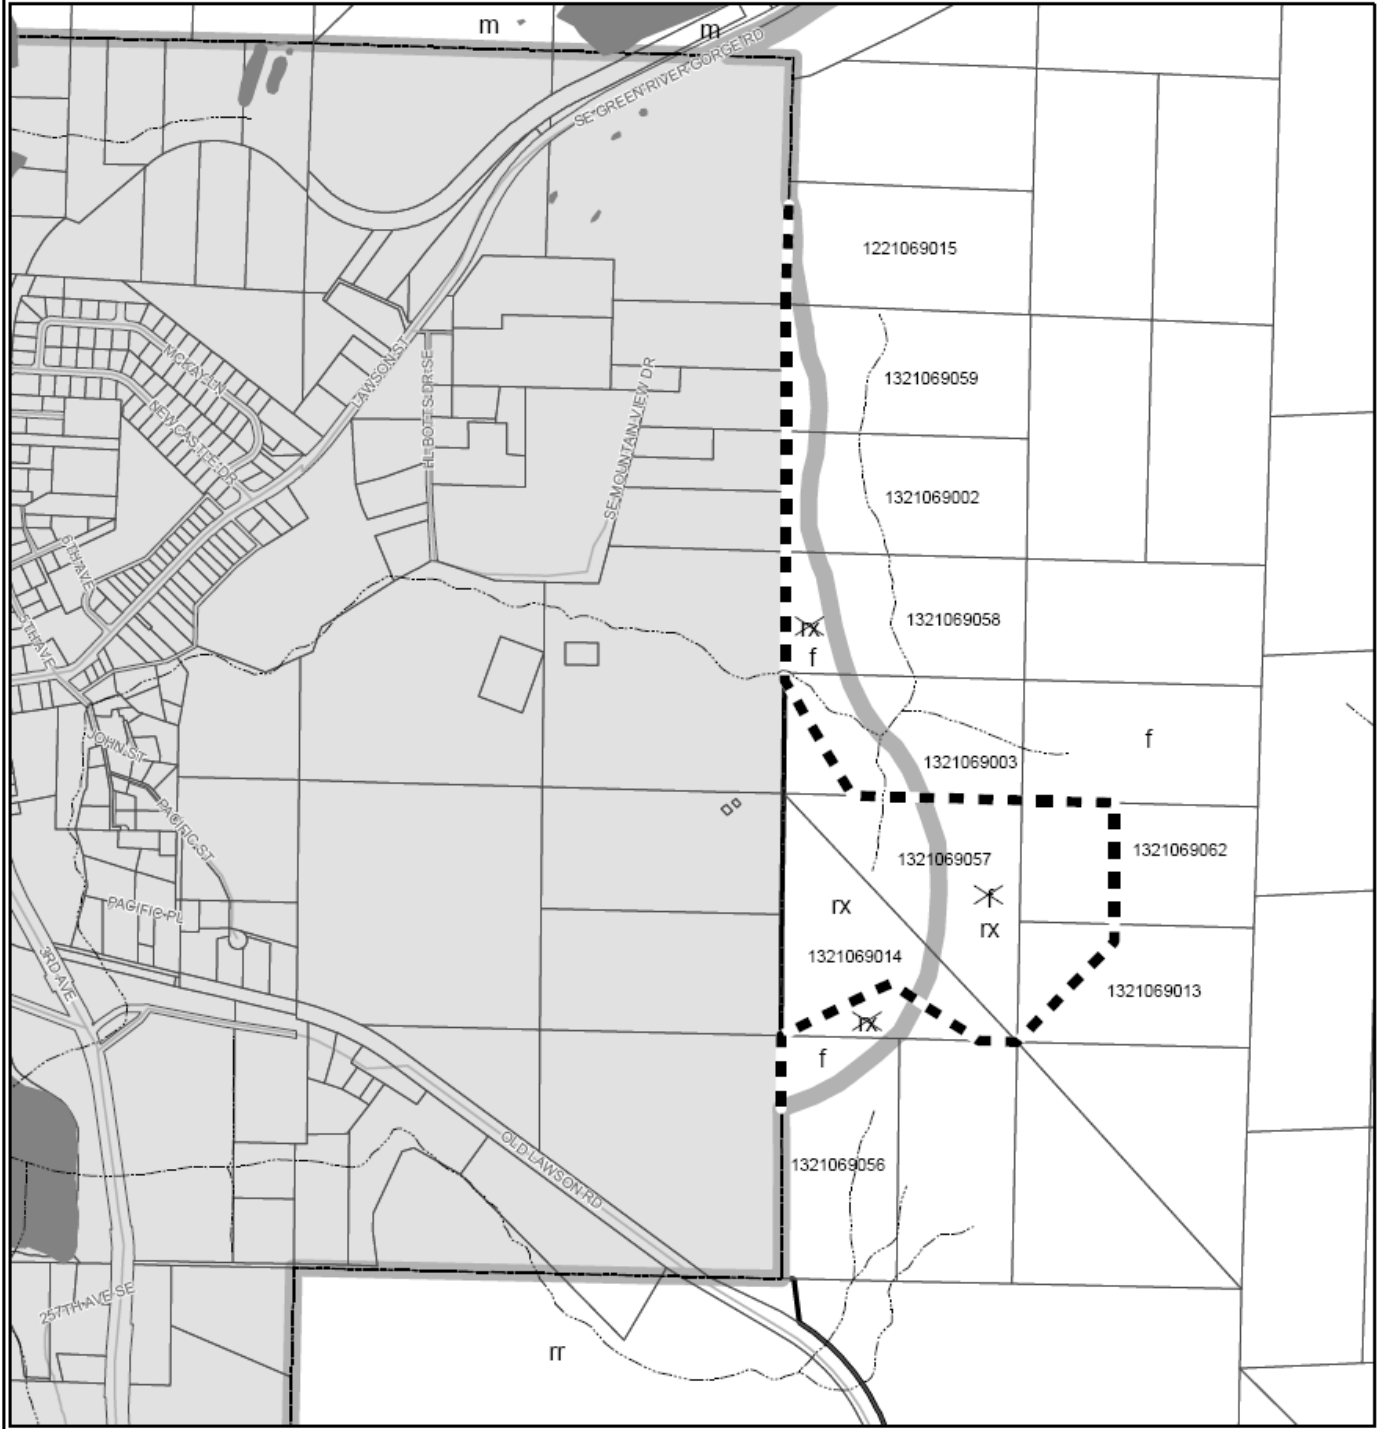 m
m
SE GREEN RIVER GORGE RD
1221069015
MCKAY LN
LAWSON ST
HL BOTTS DR SE
SE MOUNTAIN VIEW DR
1321069059
NEWCASTLE DR
1321069002
6TH AVE
5TH AVE
1321069058
rx
f
JOHN ST
f
1321069003
PACIFIC ST
1321069057
1321069062
f
PACIFIC PL
rx
rx
3RD AVE
1321069014
1321069013
rx
f
OLD LAWSON RD
1321069056
257TH AVE SE
rr